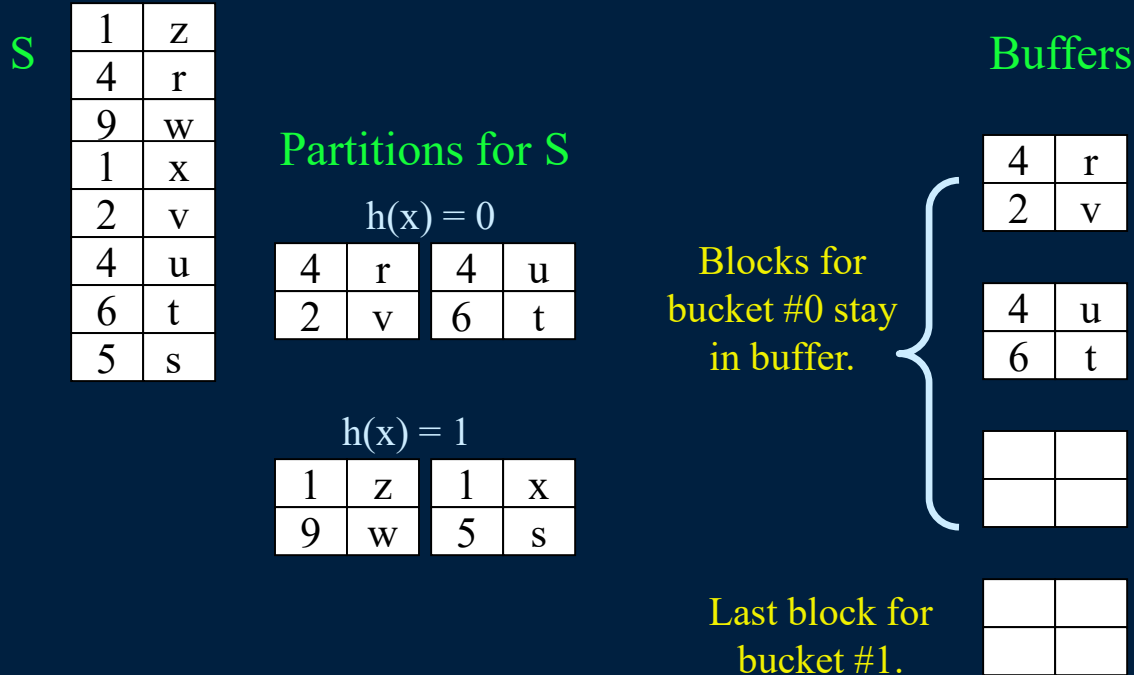 S
1 z
4 r
9 w
1 x
2 v
4 u
6 t
5 s
Partitions for S
h(x) = 0
4 r 4 u
2 v 6 t
h(x) = 1
1 z 1 x
9 w 5 s
Buffers
Blocks for
bucket #0 stay
in buffer.
4 r
2 v
4 u
6 t
Last block for
bucket #1.